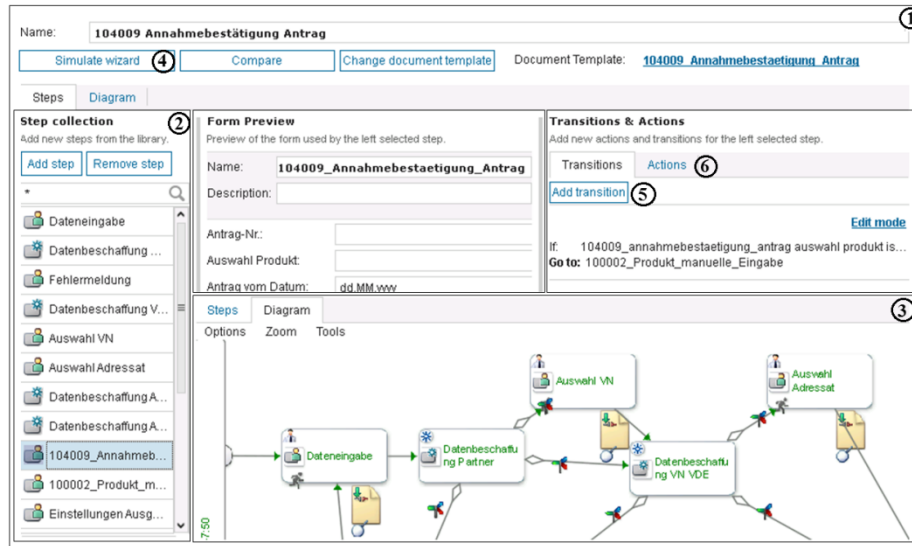 1
Name: 104009 Annahmebestätigung Antrag
Simulate wizard 4 Compare Change document template Document Template: 104009_Annahmebestaetigung_Antrag
Steps Diagram
Step collection 2
Add new steps from the library.
Add step Remove step
*
Dateneingabe
Datenbeschaffung ...
Fehlermeldung
Datenbeschaffung V...
Auswahl VN
Auswahl Adressat
Datenbeschaffung A...
Datenbeschaffung A...
104009_Annahmeb...
100002_Produkt_m...
Einstellungen Ausg...
Form Preview
Preview of the form used by the left selected step.
Name: 104009_Annahmebestaetigung_Antrag
Description:
Antrag-Nr.:
Auswahl Produkt:
Antrag vom Datum: dd.MM.yyyy
Transitions & Actions
Add new actions and transitions for the left selected step.
Transitions Actions 6
Add transition 5
Edit mode
If: 104009_annahmebestaetigung_antrag auswahl produkt is...
Go to: 100002_Produkt_manuelle_Eingabe
Steps Diagram 3
Options Zoom Tools
Auswahl VN
Auswahl
Adressat
Dateneingabe
Datenbeschaffu
ng Partner
Datenbeschaffu
ng VN VDE
-7:50